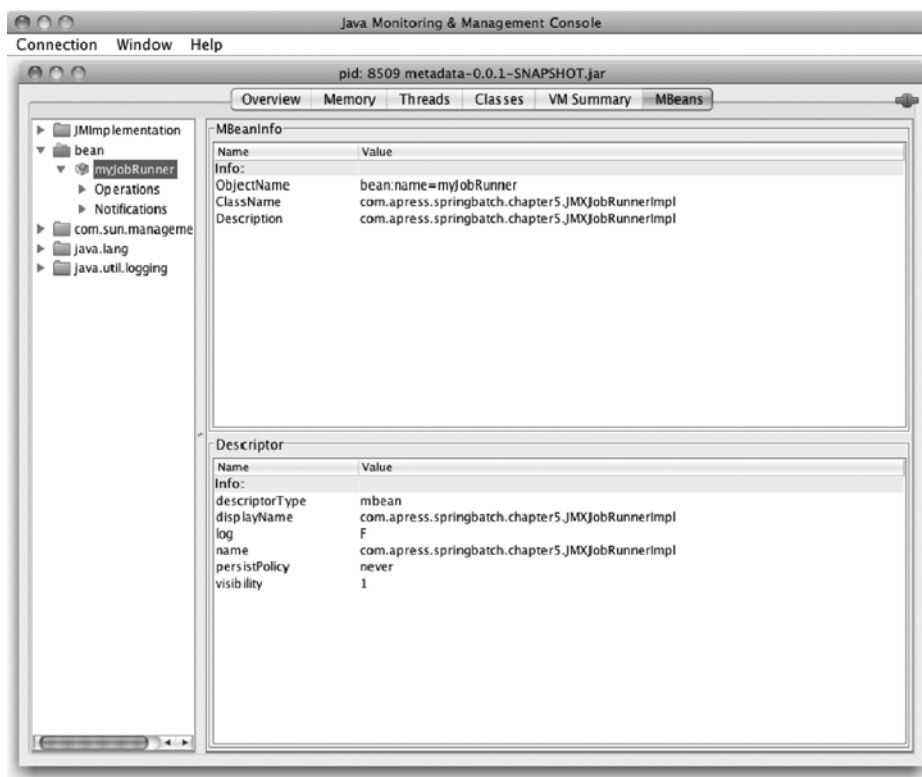 Java Monitoring & Management Console
Connection Window Help
pid: 8509 metadata-0.0.1-SNAPSHOT.jar
Overview Memory Threads Classes VM Summary MBeans
JMImplementation
bean
myJobRunner
Operations
Notifications
com.sun.manageme
java.lang
java.util.logging
MBeanInfo
Name Value
Info:
ObjectName bean:name=myJobRunner
ClassName com.apress.springbatch.chapter5.JMXJobRunnerImpl
Description com.apress.springbatch.chapter5.JMXJobRunnerImpl
Descriptor
Name Value
Info:
descriptorType mbean
displayName com.apress.springbatch.chapter5.JMXJobRunnerImpl
log F
name com.apress.springbatch.chapter5.JMXJobRunnerImpl
persistPolicy never
visibility 1